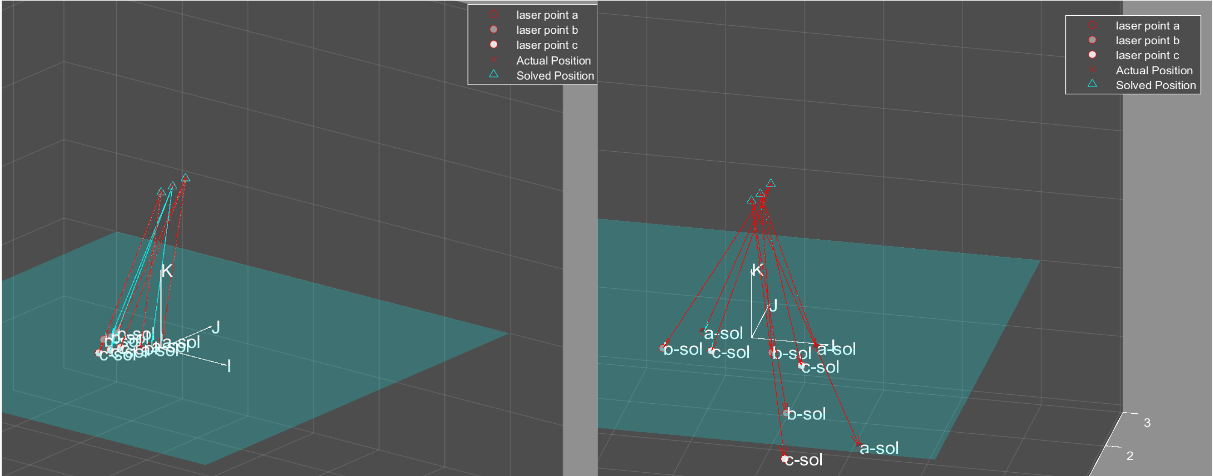 laser point a
laser point b
laser point c
Actual Position
Solved Position
K
J
I
c-sol
a-sol
c-sol
laser point a
laser point b
laser point c
Actual Position
Solved Position
K
J
I
a-sol
b-sol
c-sol
b-sol
a-sol
c-sol
b-sol
a-sol
c-sol
3
2